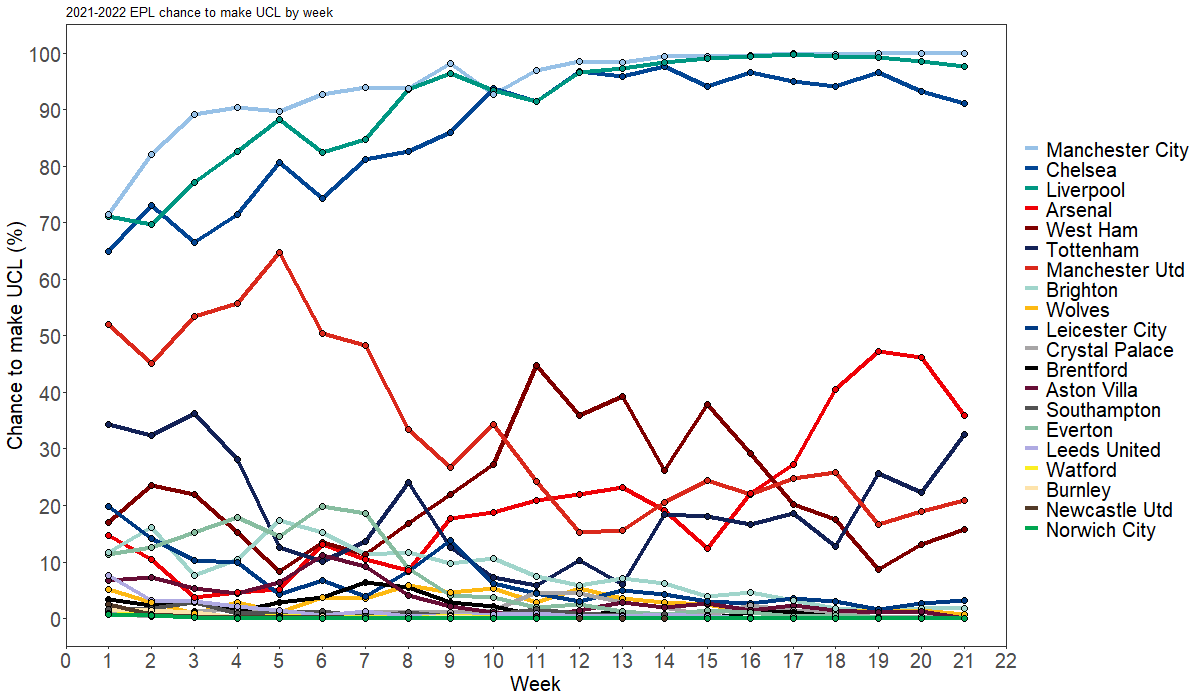 2021-2022 EPL chance to make UCL by week
Chance to make UCL (%)
100
90
80
70
60
50
40
30
20
10
0
0 1 2 3 4 5 6 7 8 9 10 11 12 13 14 15 16 17 18 19 20 21 22
Week
Manchester City
Chelsea
Liverpool
Arsenal
West Ham
Tottenham
Manchester Utd
Brighton
Wolves
Leicester City
Crystal Palace
Brentford
Aston Villa
Southampton
Everton
Leeds United
Watford
Burnley
Newcastle Utd
Norwich City